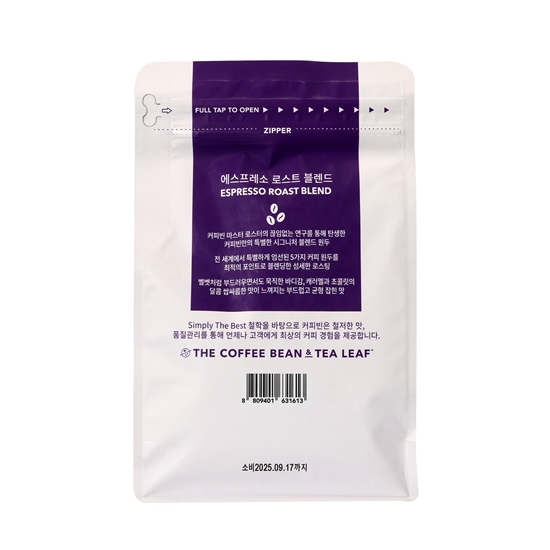 FULL TAP TO OPEN
ZIPPER
에스프레소 로스트 블렌드
ESPRESSO ROAST BLEND
커피빈 마스터 로스터의 끊임없는 연구를 통해 탄생한
커피빈만의 특별한 시그니처 블렌드 원두
전 세계에서 특별하게 엄선된 5가지 커피 원두를
최적의 포인트로 블렌딩한 섬세한 로스팅
벨벳처럼 부드러우면서도 묵직한 바디감, 캐러멜과 초콜릿의
달콤 쌉싸름한 맛이 느껴지는 부드럽고 균형 잡힌 맛
Simply The Best 철학을 바탕으로 커피빈은 철저한 맛,
품질관리를 통해 언제나 고객에게 최상의 커피 경험을 제공합니다.
THE COFFEE BEAN & TEA LEAF™
8 809401 631613
소비2025.09.17까지